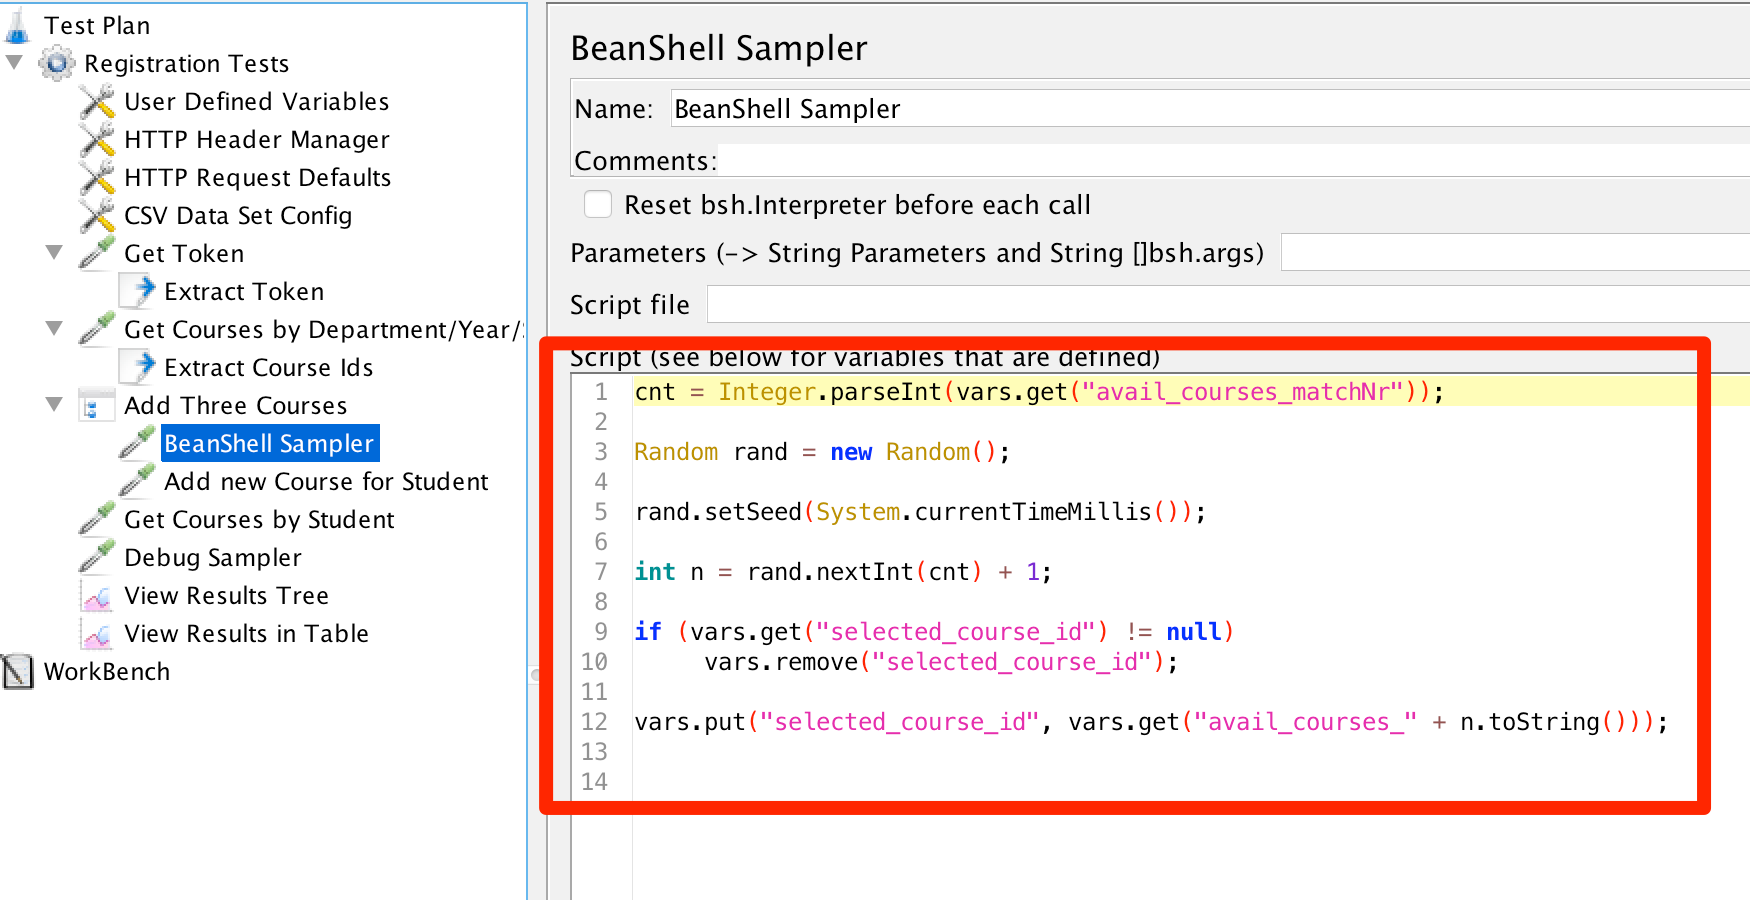 Test Plan
Registration Tests
User Defined Variables
HTTP Header Manager
HTTP Request Defaults
CSV Data Set Config
Get Token
Extract Token
Get Courses by Department/Year/
Extract Course Ids
Add Three Courses
BeanShell Sampler
Add new Course for Student
Get Courses by Student
Debug Sampler
View Results Tree
View Results in Table
WorkBench
BeanShell Sampler
Name: BeanShell Sampler
Comments:
Reset bsh.Interpreter before each call
Parameters (-> String Parameters and String []bsh.args)
Script file
Script (see below for variables that are defined)
1 cnt = Integer.parseInt(vars.get("avail_courses_matchNr"));
2
3 Random rand = new Random();
4
5 rand.setSeed(System.currentTimeMillis());
6
7 int n = rand.nextInt(cnt) + 1;
8
9 if (vars.get("selected_course_id") != null)
10 vars.remove("selected_course_id");
11
12 vars.put("selected_course_id", vars.get("avail_courses_" + n.toString()));
13
14